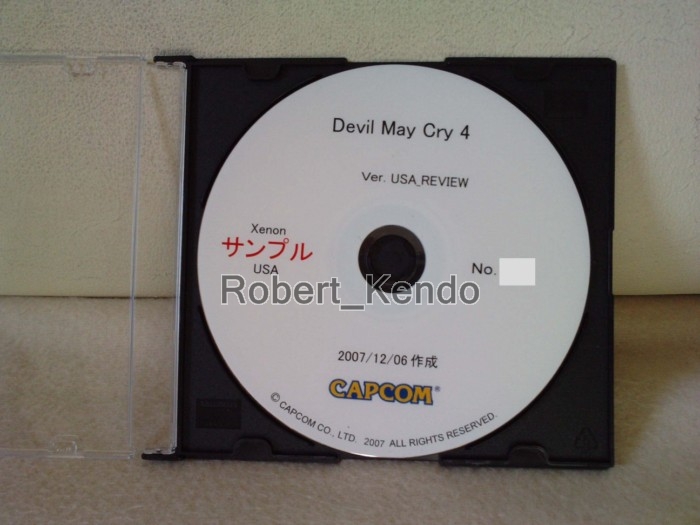 Devil May Cry 4
Ver. USA_REVIEW
Xenon
サンプル
USA
No.
Robert_Kendo
2007/12/06 作成
CAPCOM®
© CAPCOM CO., LTD. 2007 ALL RIGHTS RESERVED.